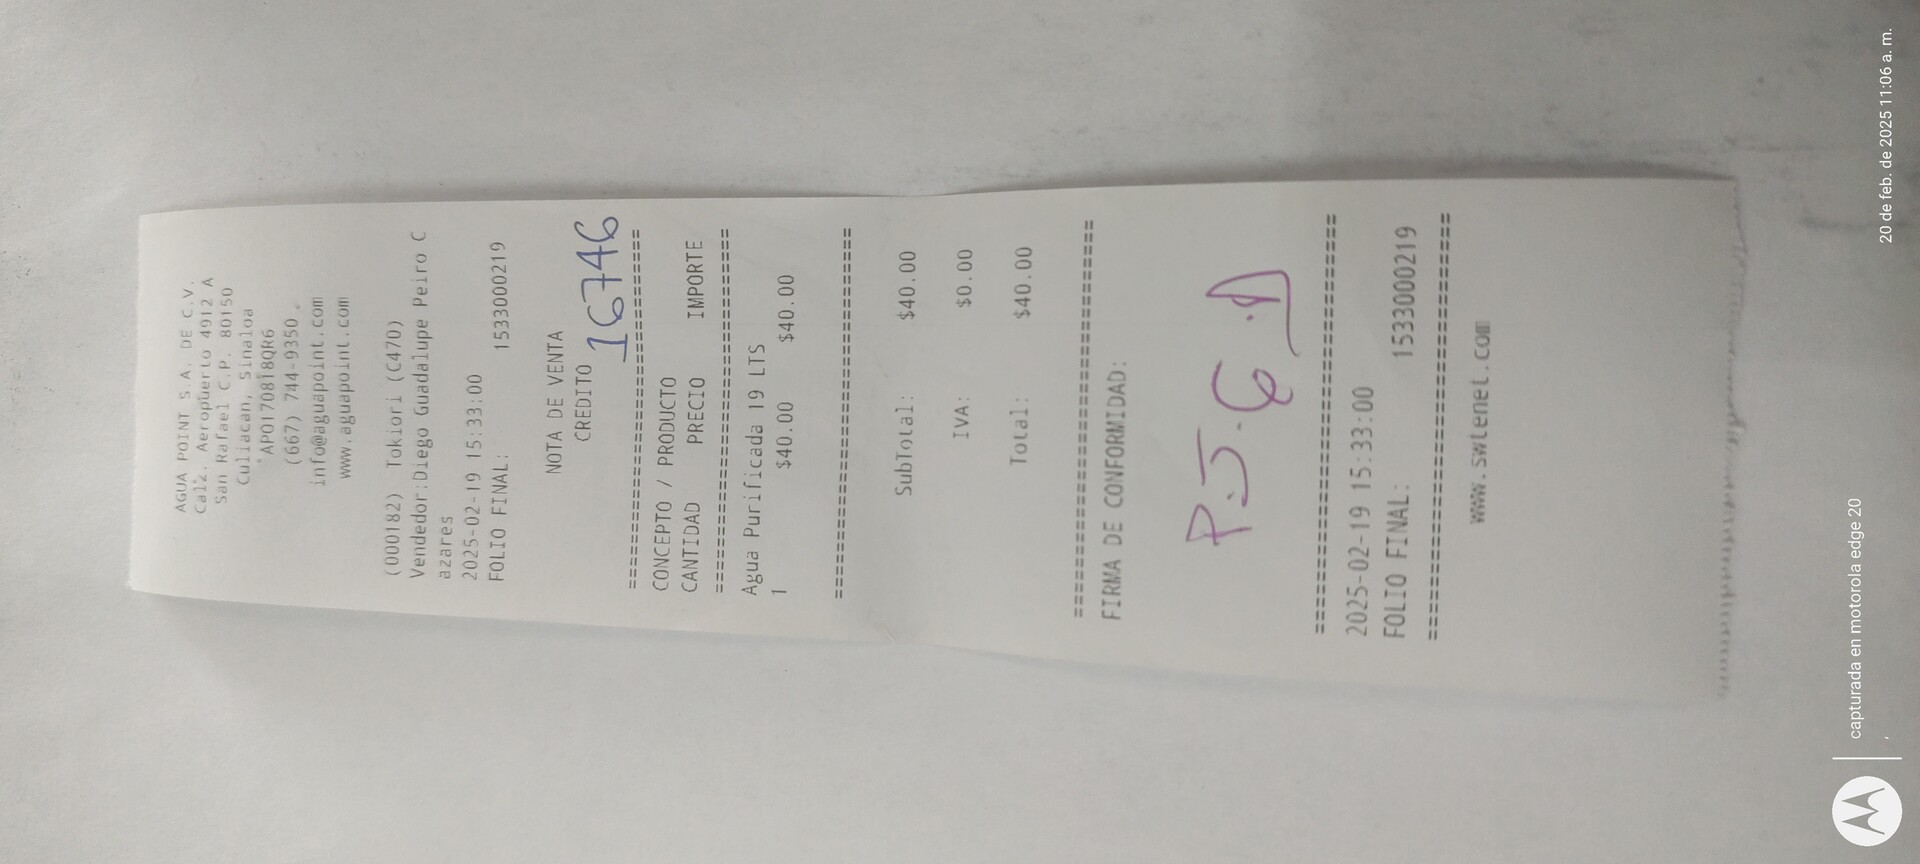 AGUA POINT S.A. DE C.V.
Calz. Aeropuerto 4912 A
San Rafael C.P. 80150
Culiacan, Sinaloa
APO170818QR6
(667) 744-9350
info@aguapoint.com
www.aguapoint.com
(000182) Tokiori (C470)
Vendedor:Diego Guadalupe Peiro C
azares
2025-02-19 15:33:00
FOLIO FINAL: 1533000219
NOTA DE VENTA
CREDITO 16746
================================
CONCEPTO / PRODUCTO
CANTIDAD PRECIO IMPORTE
================================
Agua Purificada 19 LTS
1 $40.00 $40.00
================================
SubTotal: $40.00
IVA: $0.00
Total: $40.00
================================
FIRMA DE CONFORMIDAD:
================================
2025-02-19 15:33:00
FOLIO FINAL: 1533000219
================================
www.swtenet.com
capturada en motorola edge 20
20 de feb. de 2025 11:06 a. m.